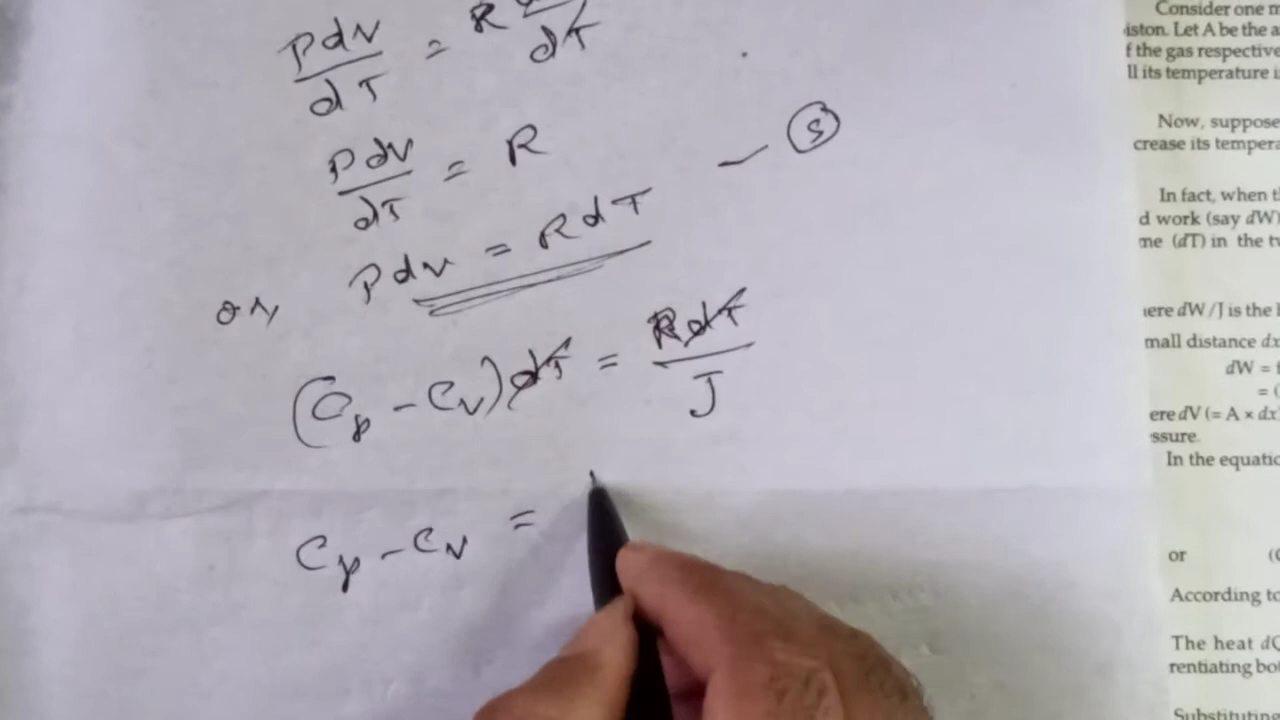 PdV/dT = R dT/dT
PdV/dT = R
PdV = RdT — (5)
or,
(Cp - Cv)dT = RdT/J
Cp - Cv =
Consider one
iston. Let A be the
f the gas respective
ll its temperature
Now, suppose
crease its tempera
In fact, when
d work (say dW)
me (dT) in the
ere dW/J is the
mall distance dx
dW =
= (
ere dV (= A × dx
ssure.
In the equatio
or (C
According to
The heat dQ
rentiating bo
Substituting